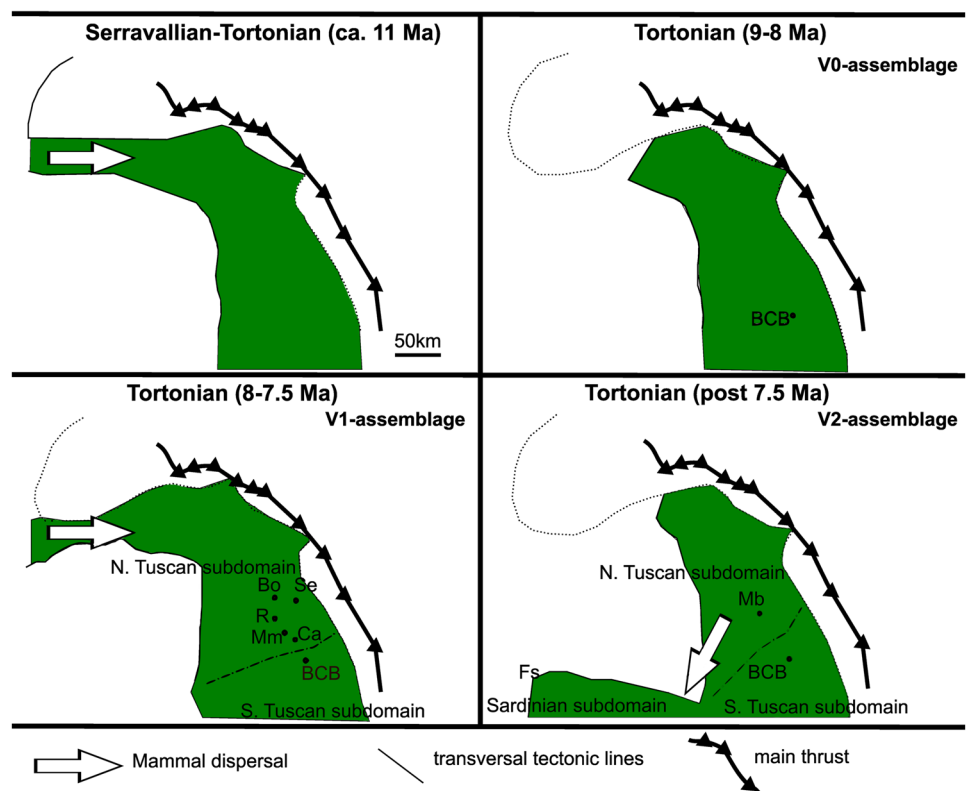 Serravallian-Tortonian (ca. 11 Ma)
50km
Tortonian (9-8 Ma)
V0-assemblage
BCB
Tortonian (8-7.5 Ma)
V1-assemblage
N. Tuscan subdomain
Bo Se
R
Mm Ca
BCB
S. Tuscan subdomain
Tortonian (post 7.5 Ma)
V2-assemblage
N. Tuscan subdomain
Mb
BCB
Fs
Sardinian subdomain
S. Tuscan subdomain
Mammal dispersal
transversal tectonic lines
main thrust